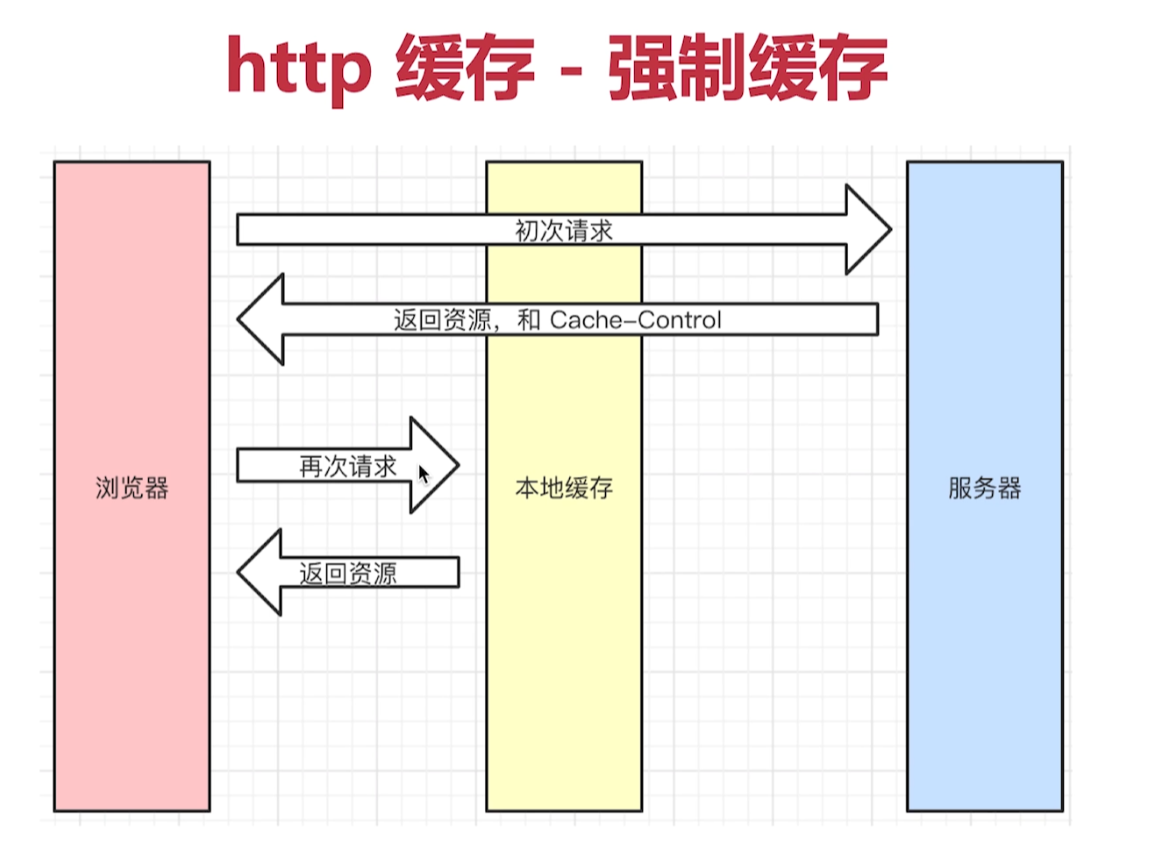 http 缓存 - 强制缓存
初次请求
返回资源，和 Cache-Control
再次请求
浏览器
本地缓存
服务器
返回资源